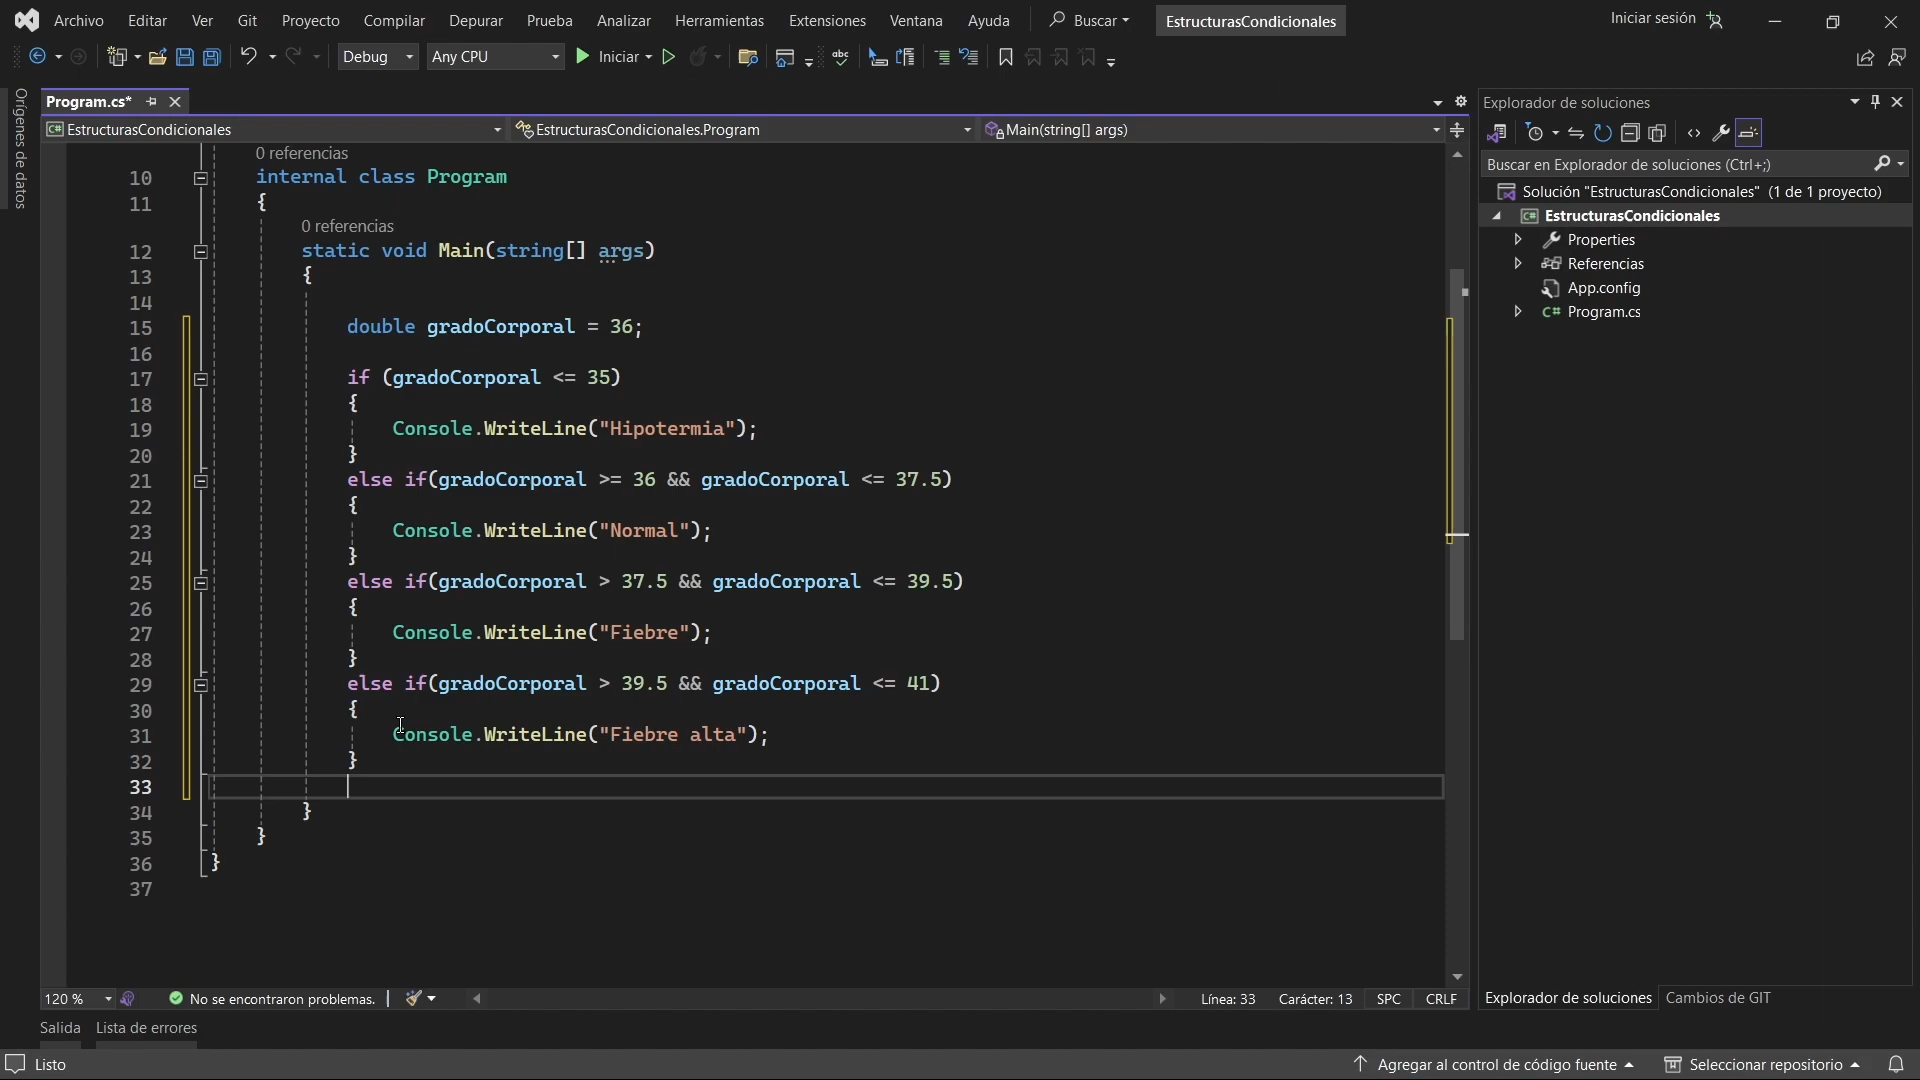 Archivo Editar Ver Git Proyecto Compilar Depurar Prueba Analizar Herramientas Extensiones Ventana Ayuda Buscar EstructurasCondicionales Iniciar sesión
Debug Any CPU Iniciar
Orígenes de datos
Program.cs*
EstructurasCondicionales EstructurasCondicionales.Program Main(string[] args)
0 referencias
10 internal class Program
11 {
0 referencias
12 static void Main(string[] args)
13 {
14
15 double gradoCorporal = 36;
16
17 if (gradoCorporal <= 35)
18 {
19 Console.WriteLine("Hipotermia");
20 }
21 else if(gradoCorporal >= 36 && gradoCorporal <= 37.5)
22 {
23 Console.WriteLine("Normal");
24 }
25 else if(gradoCorporal > 37.5 && gradoCorporal <= 39.5)
26 {
27 Console.WriteLine("Fiebre");
28 }
29 else if(gradoCorporal > 39.5 && gradoCorporal <= 41)
30 {
31 Console.WriteLine("Fiebre alta");
32 }
33
34 }
35 }
36 }
37
120 % No se encontraron problemas. Línea: 33 Carácter: 13 SPC CRLF
Salida Lista de errores
Explorador de soluciones
Buscar en Explorador de soluciones (Ctrl+;)
Solución "EstructurasCondicionales" (1 de 1 proyecto)
C# EstructurasCondicionales
Properties
Referencias
App.config
C# Program.cs
Explorador de soluciones Cambios de GIT
Listo Agregar al control de código fuente Seleccionar repositorio